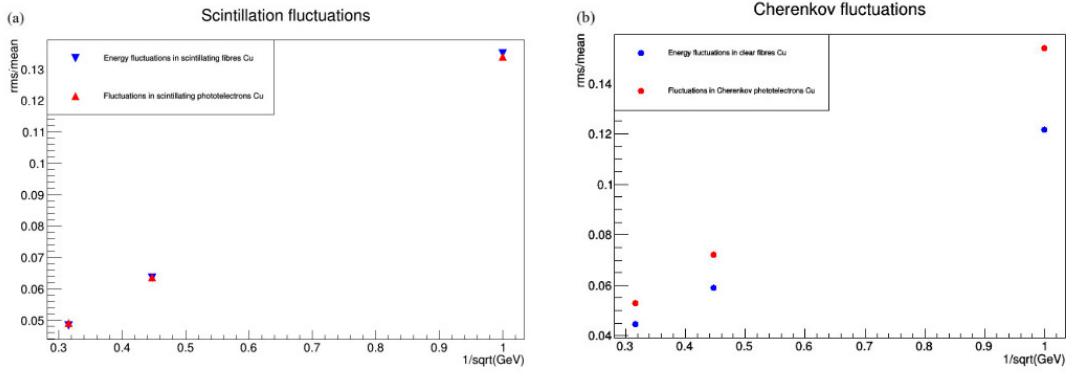 (a)
Scintillation fluctuations
rms/mean
Energy fluctuations in scintillating fibres Cu
Fluctuations in scintillating phototelectrons Cu
0.13
0.12
0.11
0.1
0.09
0.08
0.07
0.06
0.05
0.3 0.4 0.5 0.6 0.7 0.8 0.9 1
1/sqrt(GeV)
(b)
Cherenkov fluctuations
rms/mean
Energy fluctuations in clear fibres Cu
Fluctuations in Cherenkov phototelectrons Cu
0.14
0.12
0.1
0.08
0.06
0.04
0.3 0.4 0.5 0.6 0.7 0.8 0.9 1
1/sqrt(GeV)